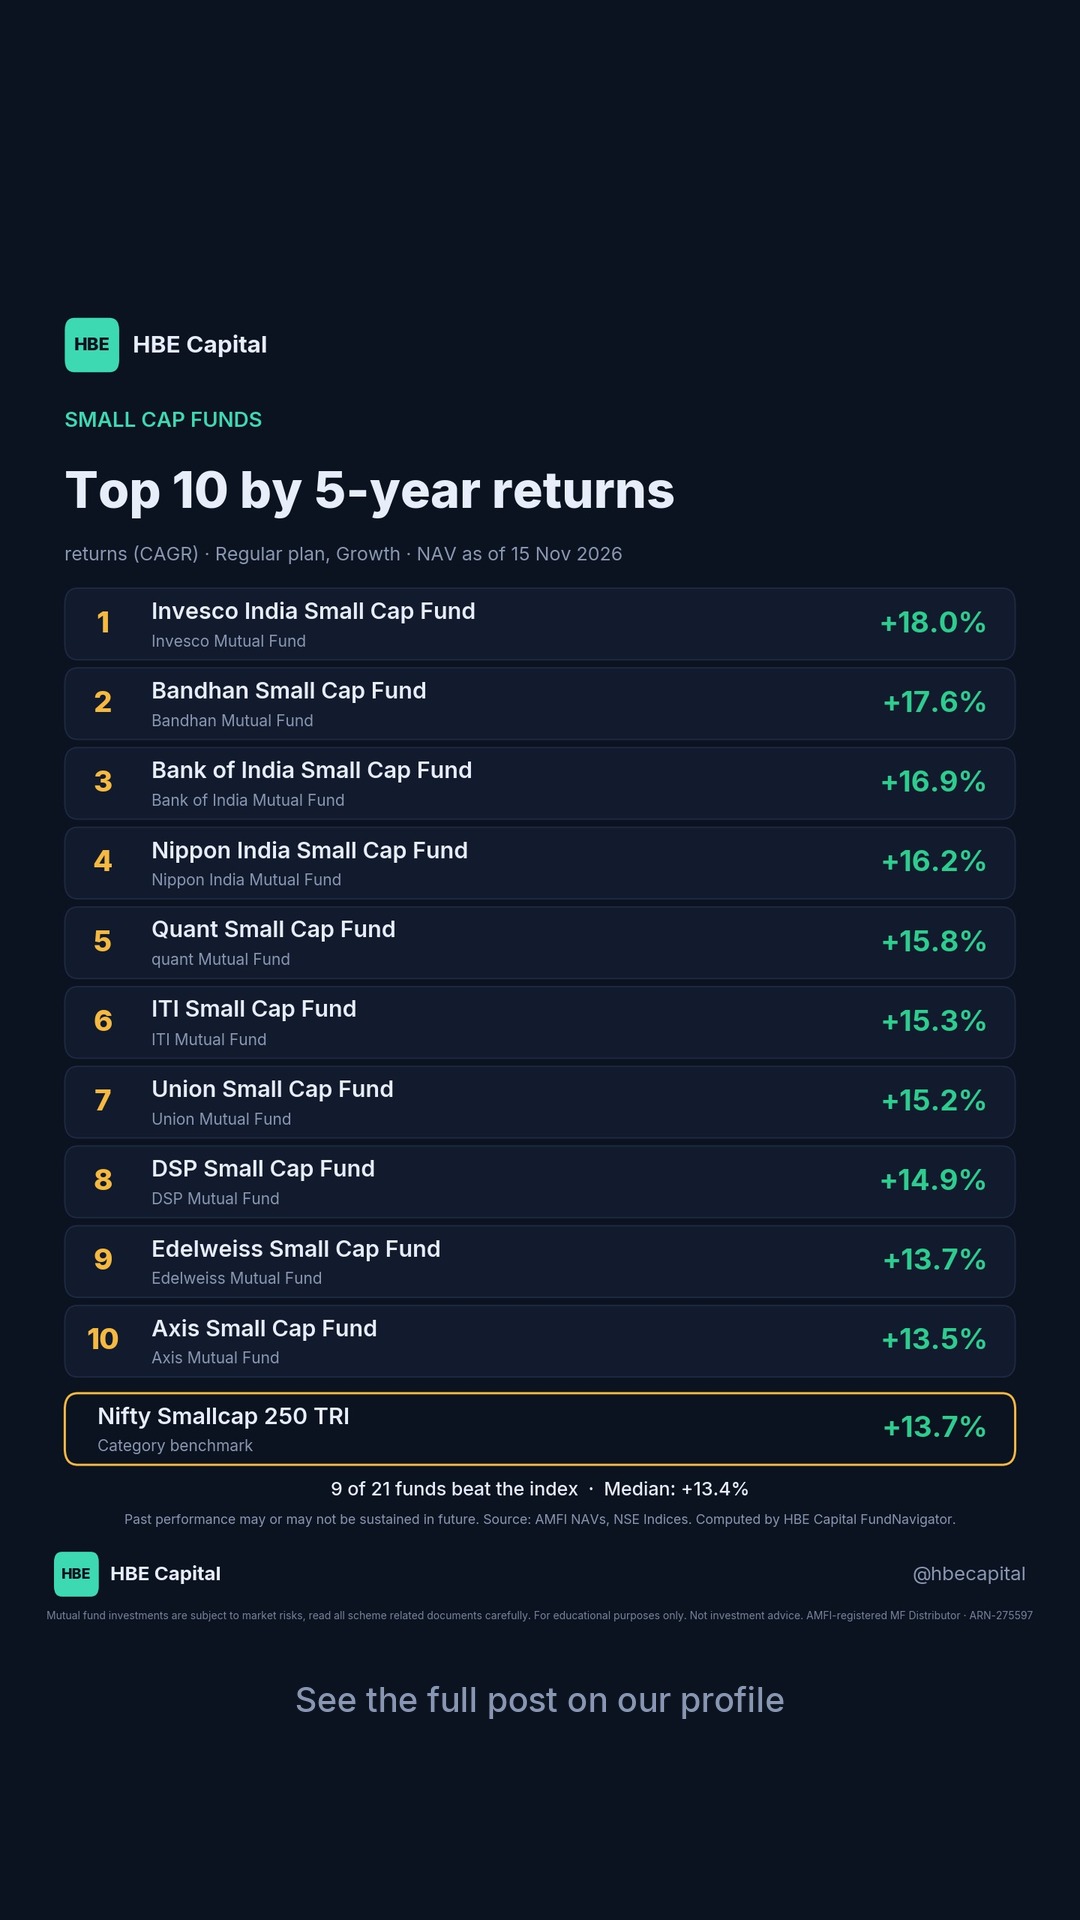 HBE HBE Capital
SMALL CAP FUNDS
Top 10 by 5-year returns
returns (CAGR) · Regular plan, Growth · NAV as of 15 Nov 2026
1 Invesco India Small Cap Fund +18.0%
Invesco Mutual Fund
2 Bandhan Small Cap Fund +17.6%
Bandhan Mutual Fund
3 Bank of India Small Cap Fund +16.9%
Bank of India Mutual Fund
4 Nippon India Small Cap Fund +16.2%
Nippon India Mutual Fund
5 Quant Small Cap Fund +15.8%
quant Mutual Fund
6 ITI Small Cap Fund +15.3%
ITI Mutual Fund
7 Union Small Cap Fund +15.2%
Union Mutual Fund
8 DSP Small Cap Fund +14.9%
DSP Mutual Fund
9 Edelweiss Small Cap Fund +13.7%
Edelweiss Mutual Fund
10 Axis Small Cap Fund +13.5%
Axis Mutual Fund
Nifty Smallcap 250 TRI +13.7%
Category benchmark
9 of 21 funds beat the index · Median: +13.4%
Past performance may or may not be sustained in future. Source: AMFI NAVs, NSE Indices. Computed by HBE Capital FundNavigator.
HBE HBE Capital @hbecapital
Mutual fund investments are subject to market risks, read all scheme related documents carefully. For educational purposes only. Not investment advice. AMFI-registered MF Distributor · ARN-275597
See the full post on our profile